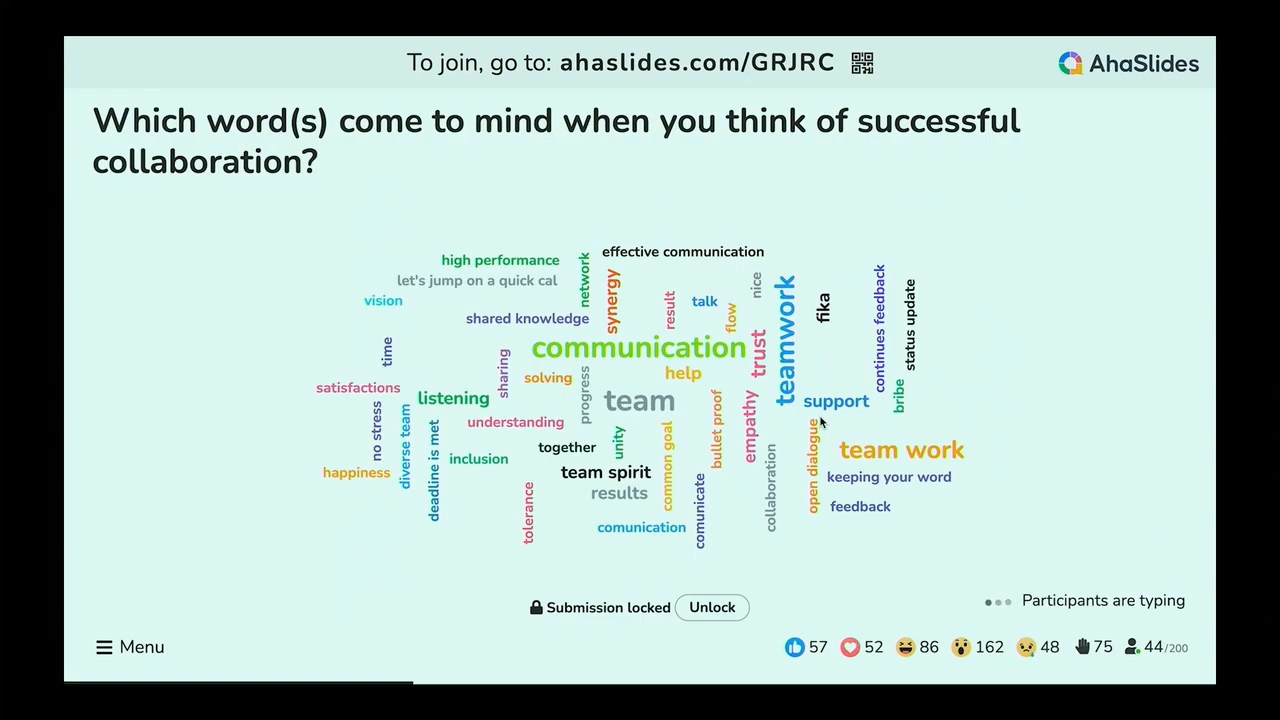 To join, go to: ahaslides.com/GRJRC
AhaSlides
Which word(s) come to mind when you think of successful
collaboration?
effective communication
high performance
network
let's jump on a quick cal
synergy
nice
teamwork
continues feedback
status update
vision
result
talk
flow
fika
shared knowledge
time
communication
trust
sharing
solving
progress
help
satisfactions
listening
team
bullet proof
empathy
support
bribe
no stress
diverse team
deadline is met
understanding
together
unity
common goal
open dialogue
team work
happiness
inclusion
team spirit
collaboration
keeping your word
tolerance
results
comunicate
feedback
comunication
Submission locked
Unlock
Participants are typing
Menu
57 52 86 162 48 75 44/200